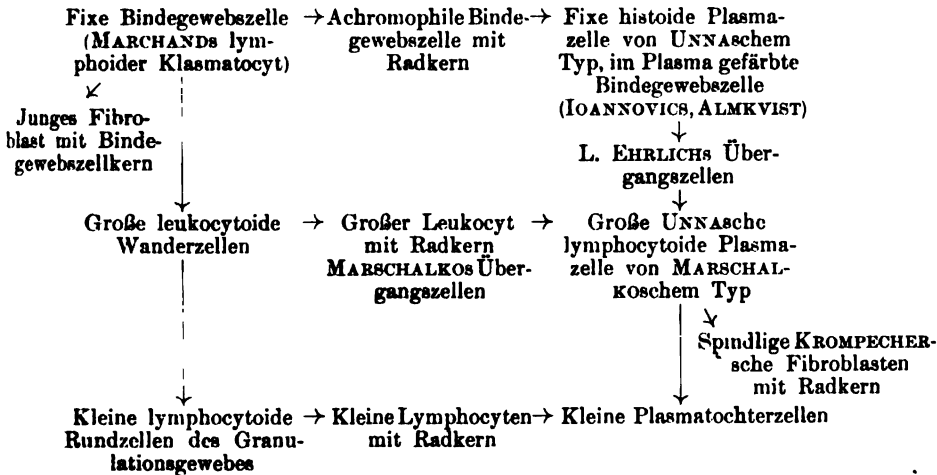 Fixe Bindegewebszelle → Achromophile Binde- → Fixe histoide Plasma-
(MARCHANDS lym- gewebszelle mit zelle von UNNAschem
phoider Klasmatocyt) Radkern Typ, im Plasma gefärbte
Bindegewebszelle
Junges Fibro- (IOANNOVICS, ALMKVIST)
blast mit Binde-
gewebszellkern L. EHRLICHS Über-
gangszellen
Große leukocytoide → Großer Leukocyt → Große UNNAsche
Wanderzellen mit Radkern lymphocytoide Plasma-
MARSCHALKOS Über- zelle von MARSCHAL-
gangszellen KOschem Typ
Spindlige KROMPECHER-
sche Fibroblasten
mit Radkern
Kleine lymphocytoide → Kleine Lymphocyten → Kleine Plasmatochterzellen
Rundzellen des Granu- mit Radkern
lationsgewebes